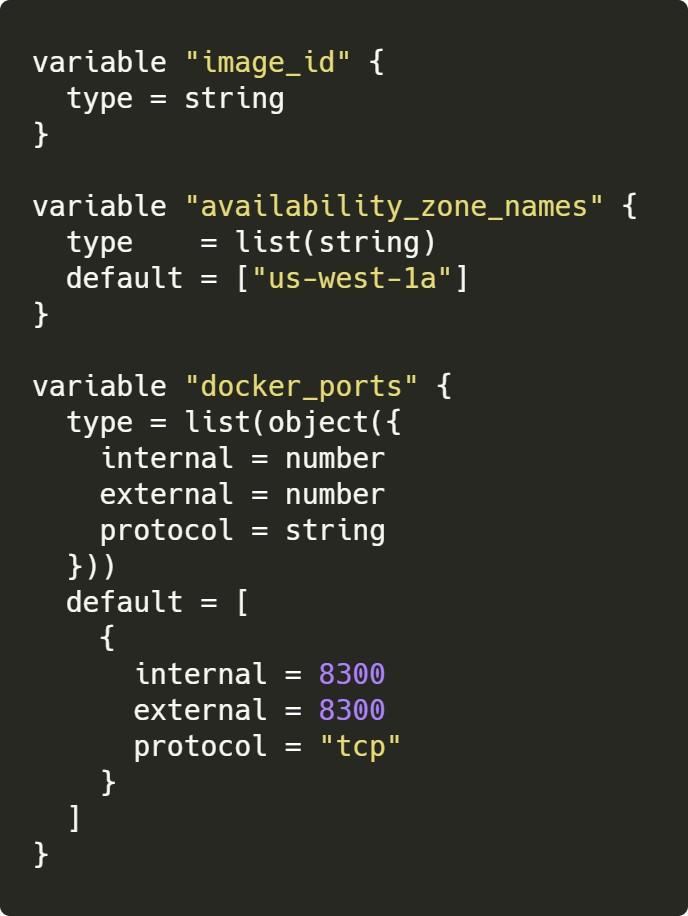 variable "image_id" {
  type = string
}

variable "availability_zone_names" {
  type    = list(string)
  default = ["us-west-1a"]
}

variable "docker_ports" {
  type = list(object({
    internal = number
    external = number
    protocol = string
  }))
  default = [
    {
      internal = 8300
      external = 8300
      protocol = "tcp"
    }
  ]
}